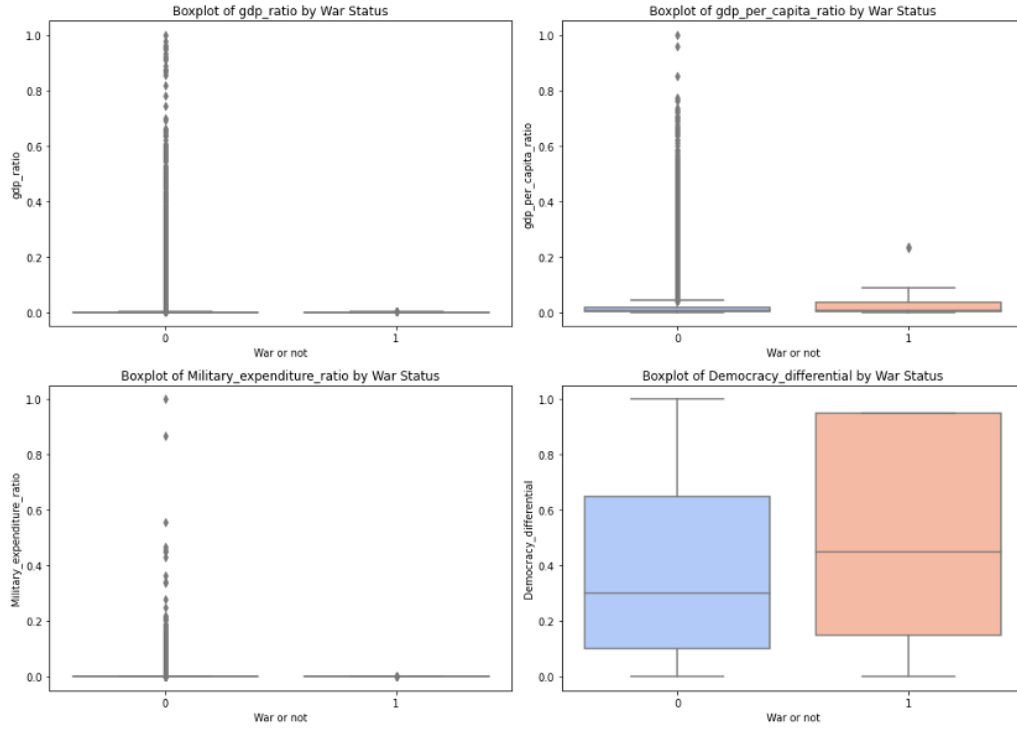 Boxplot of gdp_ratio by War Status
1.0
0.8
0.6
0.4
0.2
0.0
gdp_ratio
0
1
War or not
Boxplot of gdp_per_capita_ratio by War Status
1.0
0.8
0.6
0.4
0.2
0.0
gdp_per_capita_ratio
0
1
War or not
Boxplot of Military_expenditure_ratio by War Status
1.0
0.8
0.6
0.4
0.2
0.0
Military_expenditure_ratio
0
1
War or not
Boxplot of Democracy_differential by War Status
1.0
0.8
0.6
0.4
0.2
0.0
Democracy_differential
0
1
War or not